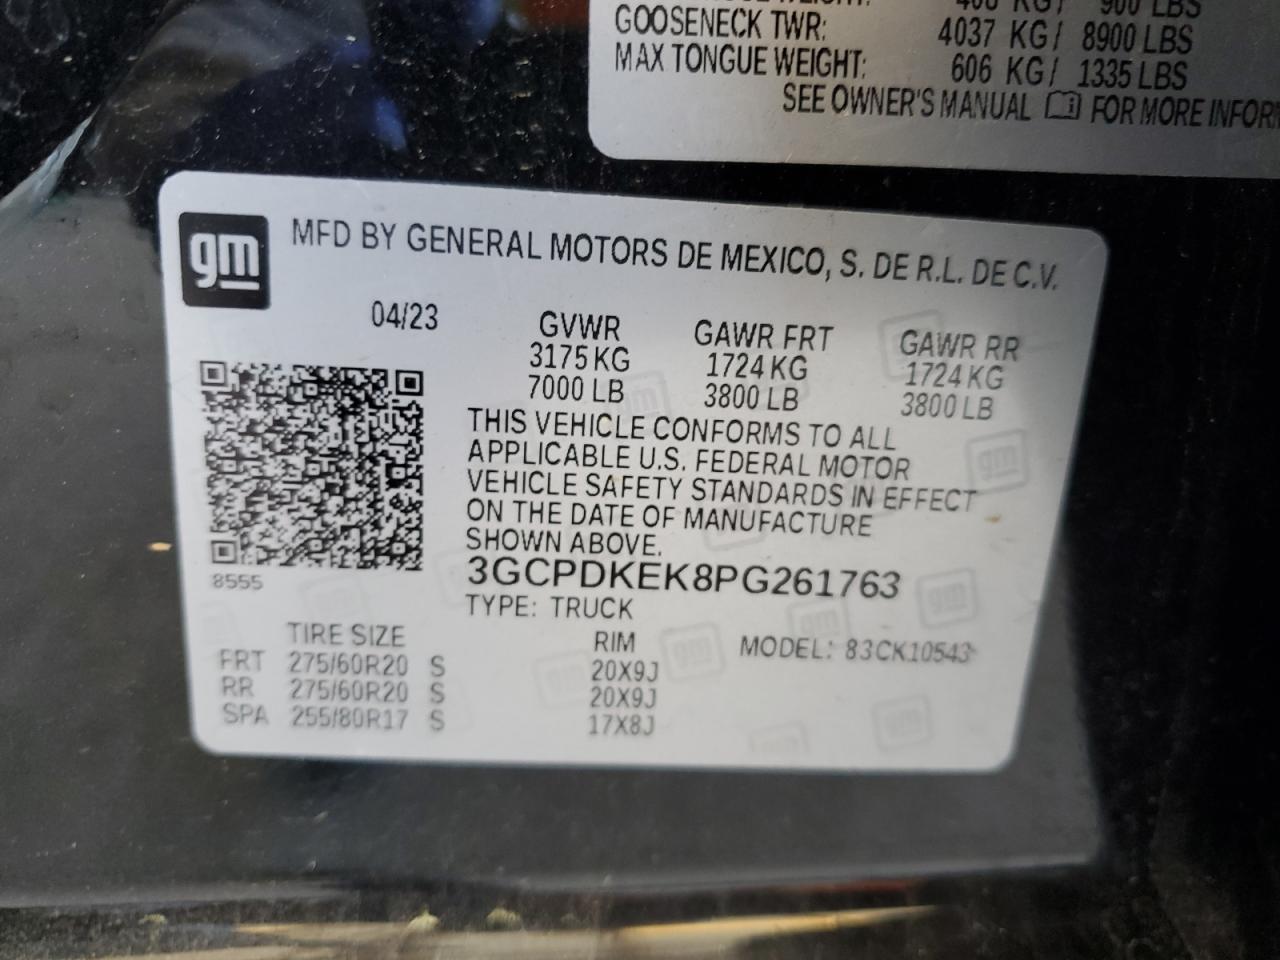 408 KG / 900 LBS
GOOSENECK TWR: 4037 KG / 8900 LBS
MAX TONGUE WEIGHT: 606 KG / 1335 LBS
SEE OWNER'S MANUAL FOR MORE
gm MFD BY GENERAL MOTORS DE MEXICO, S. DE R.L. DE C.V.
04/23
GVWR GAWR FRT GAWR RR
3175 KG 1724 KG 1724 KG
7000 LB 3800 LB 3800 LB
THIS VEHICLE CONFORMS TO ALL
APPLICABLE U.S. FEDERAL MOTOR
VEHICLE SAFETY STANDARDS IN EFFECT
ON THE DATE OF MANUFACTURE
SHOWN ABOVE.
8555
3GCPDKEK8PG261763
TYPE: TRUCK
TIRE SIZE RIM MODEL: 83CK10543
FRT 275/60R20 S 20X9J
RR 275/60R20 S 20X9J
SPA 255/80R17 S 17X8J